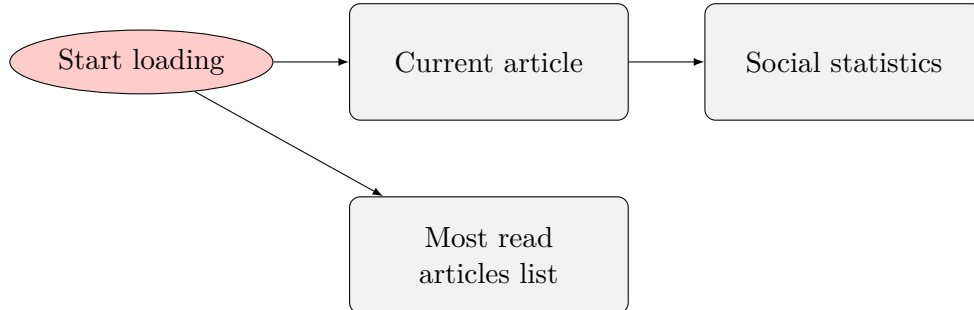 Start loading
Current article
Social statistics
Most read
articles list